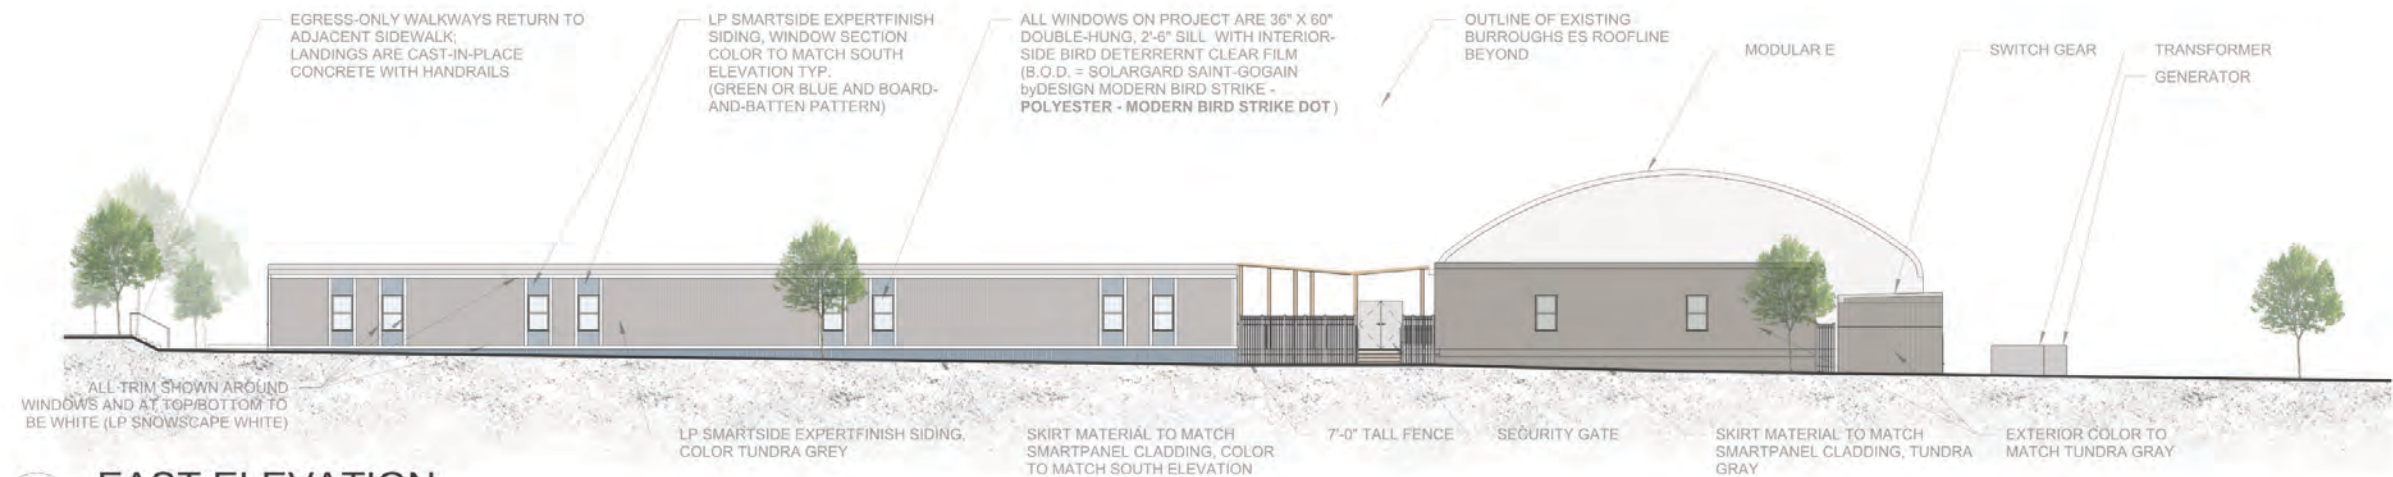 EGRESS-ONLY WALKWAYS RETURN TO
ADJACENT SIDEWALK;
LANDINGS ARE CAST-IN-PLACE
CONCRETE WITH HANDRAILS
LP SMARTSIDE EXPERTFINISH
SIDING, WINDOW SECTION
COLOR TO MATCH SOUTH
ELEVATION TYP.
(GREEN OR BLUE AND BOARD-
AND-BATTEN PATTERN)
ALL WINDOWS ON PROJECT ARE 36" X 60"
DOUBLE-HUNG, 2'-6" SILL WITH INTERIOR-
SIDE BIRD DETERRERNT CLEAR FILM
(B.O.D. = SOLARGARD SAINT-GOGAIN
byDESIGN MODERN BIRD STRIKE -
POLYESTER - MODERN BIRD STRIKE DOT )
OUTLINE OF EXISTING
BURROUGHS ES ROOFLINE
BEYOND
MODULAR E
SWITCH GEAR
TRANSFORMER
GENERATOR
ALL TRIM SHOWN AROUND
WINDOWS AND AT TOP/BOTTOM TO
BE WHITE (LP SNOWSCAPE WHITE)
LP SMARTSIDE EXPERTFINISH SIDING,
COLOR TUNDRA GREY
SKIRT MATERIAL TO MATCH
SMARTPANEL CLADDING, COLOR
TO MATCH SOUTH ELEVATION
7'-0" TALL FENCE
SECURITY GATE
SKIRT MATERIAL TO MATCH
SMARTPANEL CLADDING, TUNDRA
GRAY
EXTERIOR COLOR TO
MATCH TUNDRA GRAY
EAST ELEVATION